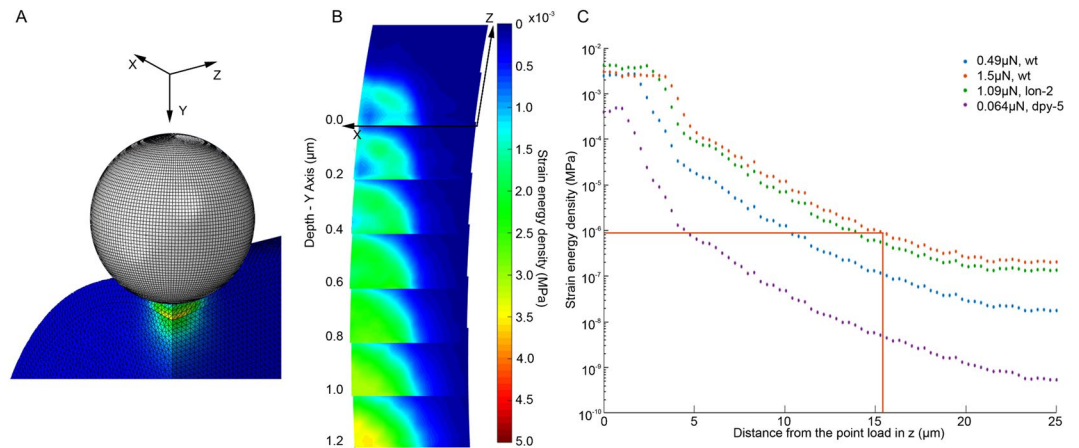 A
X
Z
Y
B
Z
X
0.0
0.2
0.4
0.6
0.8
1.0
1.2
Depth - Y Axis (µm)
Strain energy density (MPa)
x10⁻³
0
0.5
1.0
1.5
2.0
2.5
3.0
3.5
4.0
4.5
5.0
C
10⁻²
10⁻³
10⁻⁴
10⁻⁵
10⁻⁶
10⁻⁷
10⁻⁸
10⁻⁹
10⁻¹⁰
Strain energy density (MPa)
0.49µN, wt
1.5µN, wt
1.09µN, lon-2
0.064µN, dpy-5
0 5 10 15 20 25
Distance from the point load in z (µm)